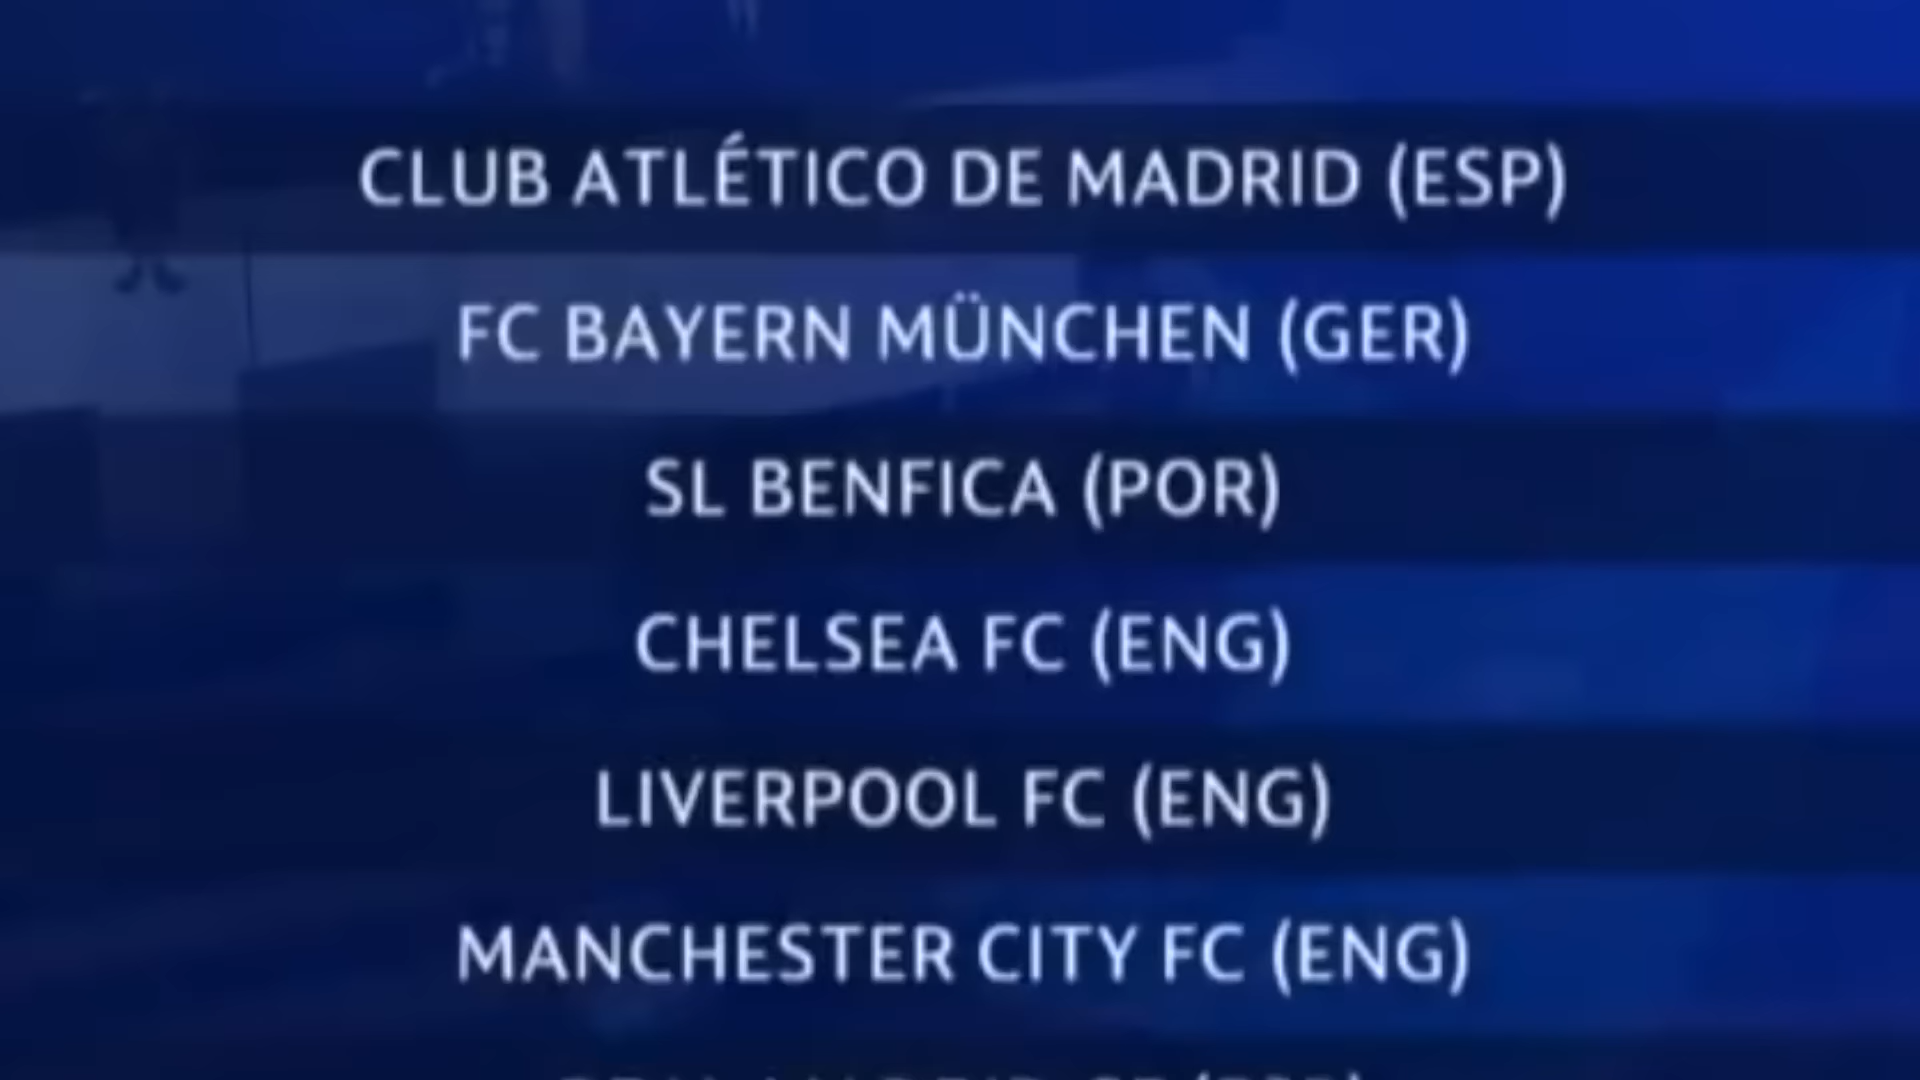 CLUB ATLÉTICO DE MADRID (ESP)
FC BAYERN MÜNCHEN (GER)
SL BENFICA (POR)
CHELSEA FC (ENG)
LIVERPOOL FC (ENG)
MANCHESTER CITY FC (ENG)